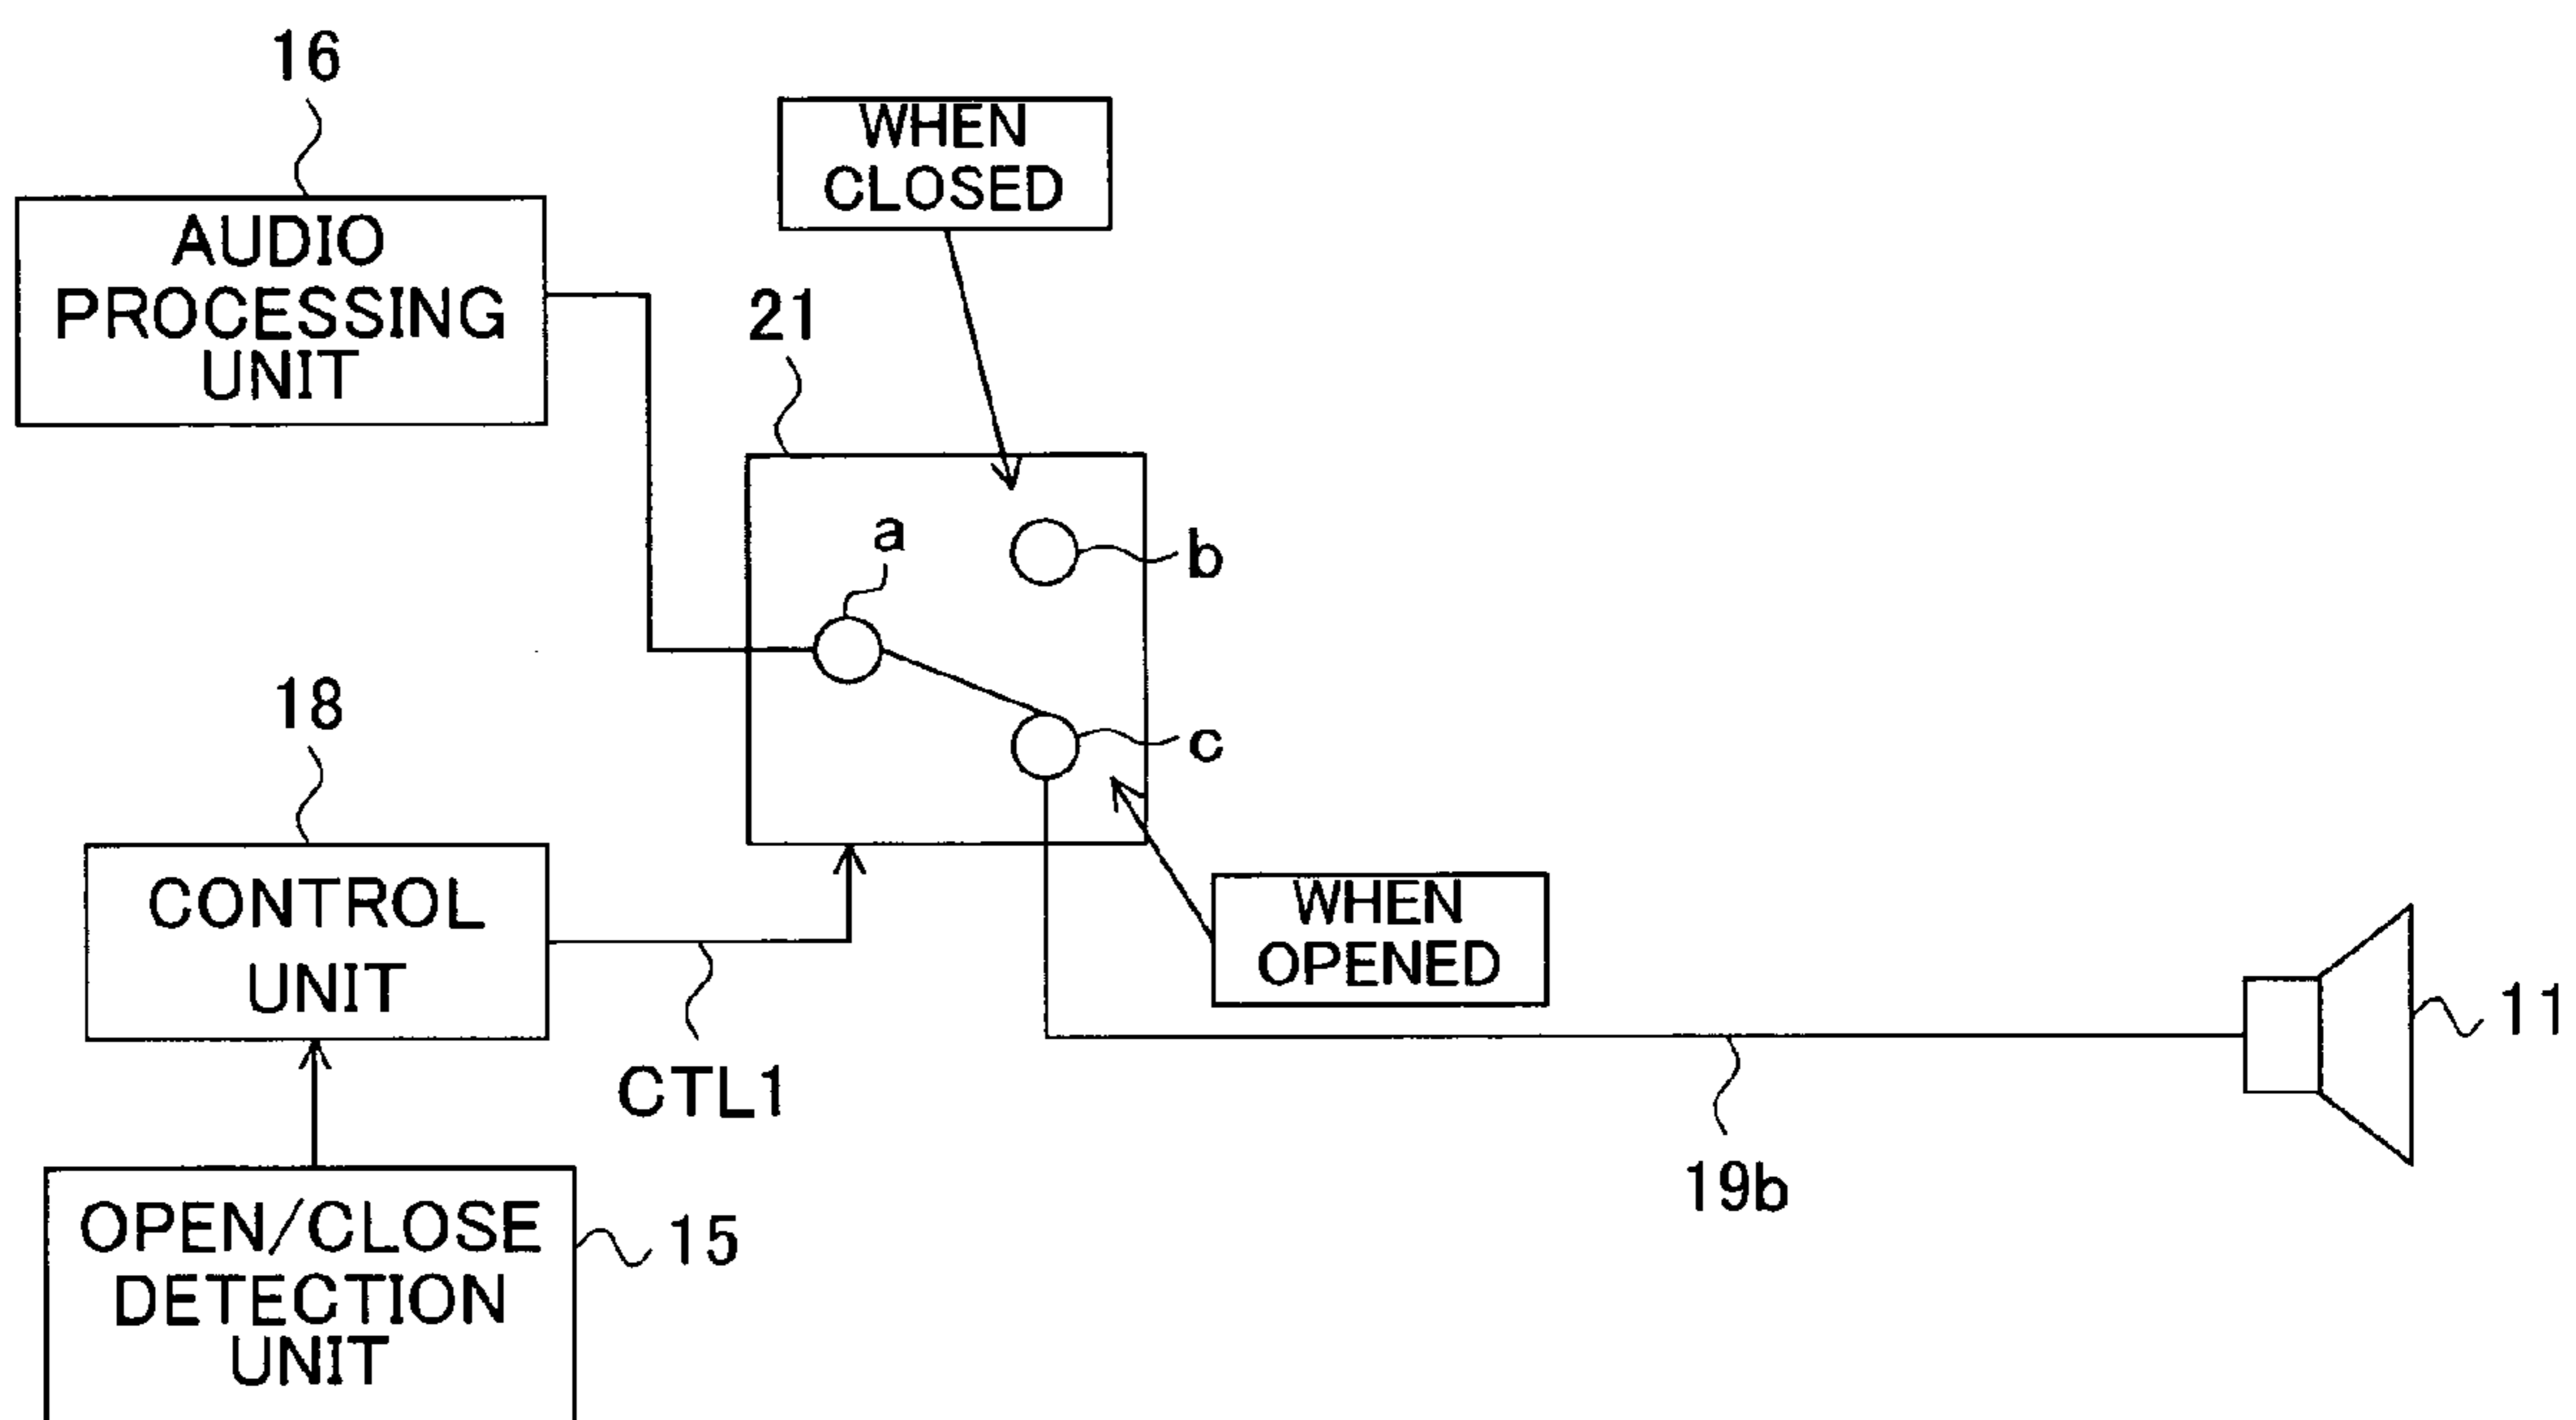 16
WHEN
CLOSED
AUDIO
PROCESSING
UNIT
21
a
b
c
18
CONTROL
UNIT
WHEN
OPENED
11
CTL1
19b
OPEN/CLOSE
DETECTION
UNIT
15